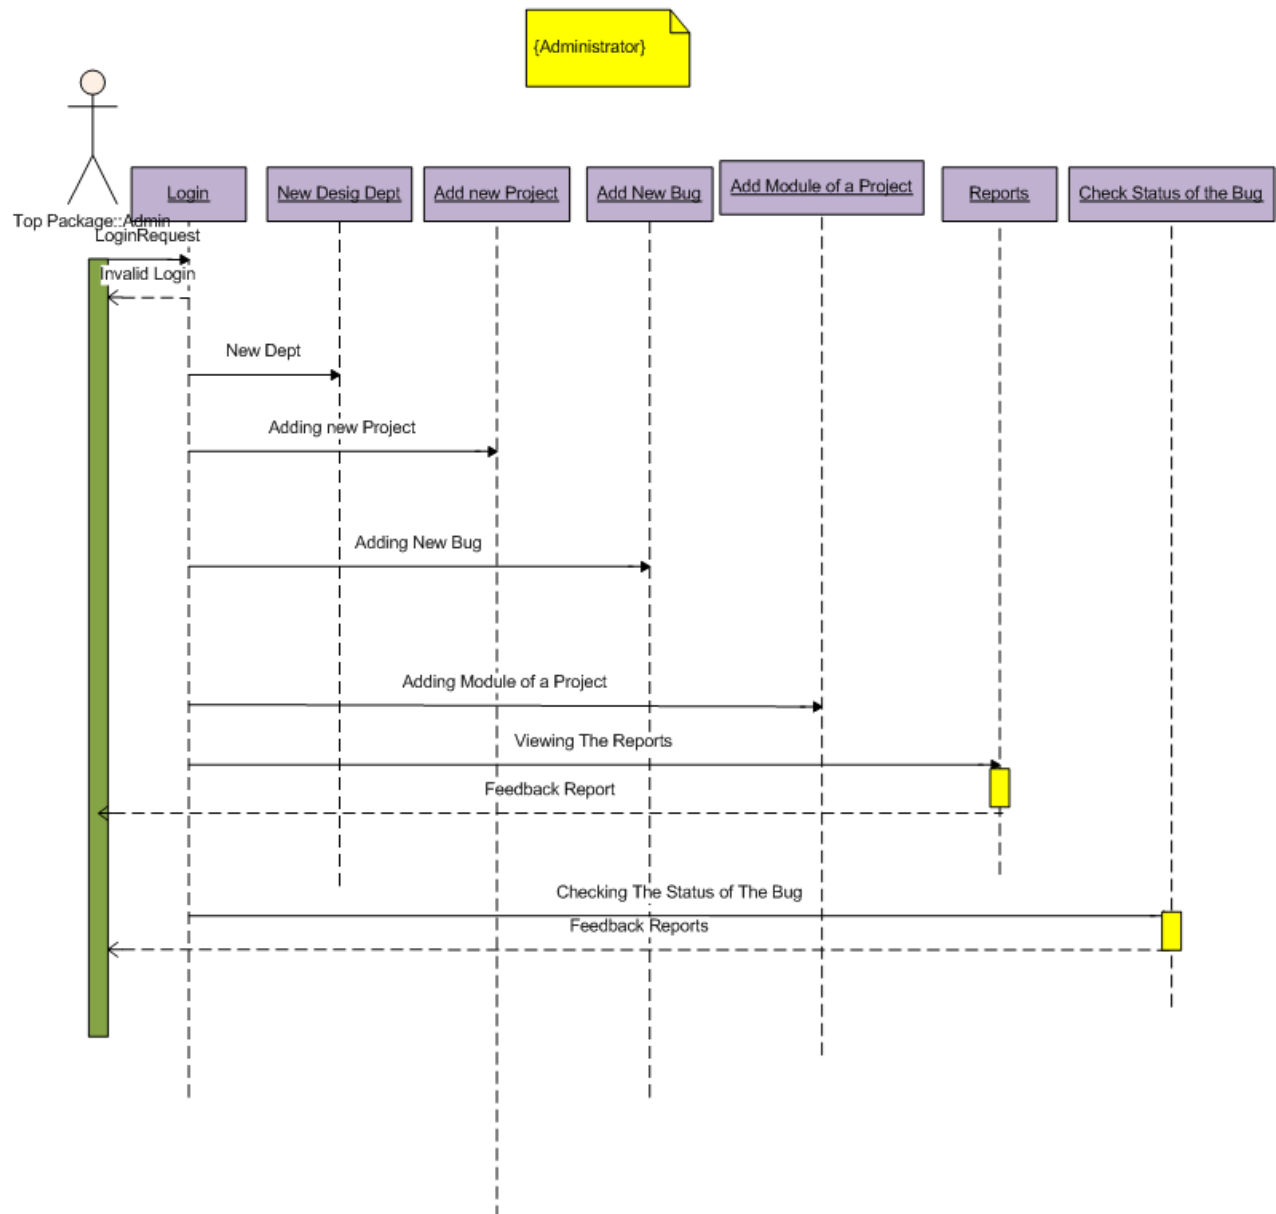 {Administrator}
Login
New Desig Dept
Add new Project
Add New Bug
Add Module of a Project
Reports
Check Status of the Bug
Top Package::Admin
LoginRequest
Invalid Login
New Dept
Adding new Project
Adding New Bug
Adding Module of a Project
Viewing The Reports
Feedback Report
Checking The Status of The Bug
Feedback Reports